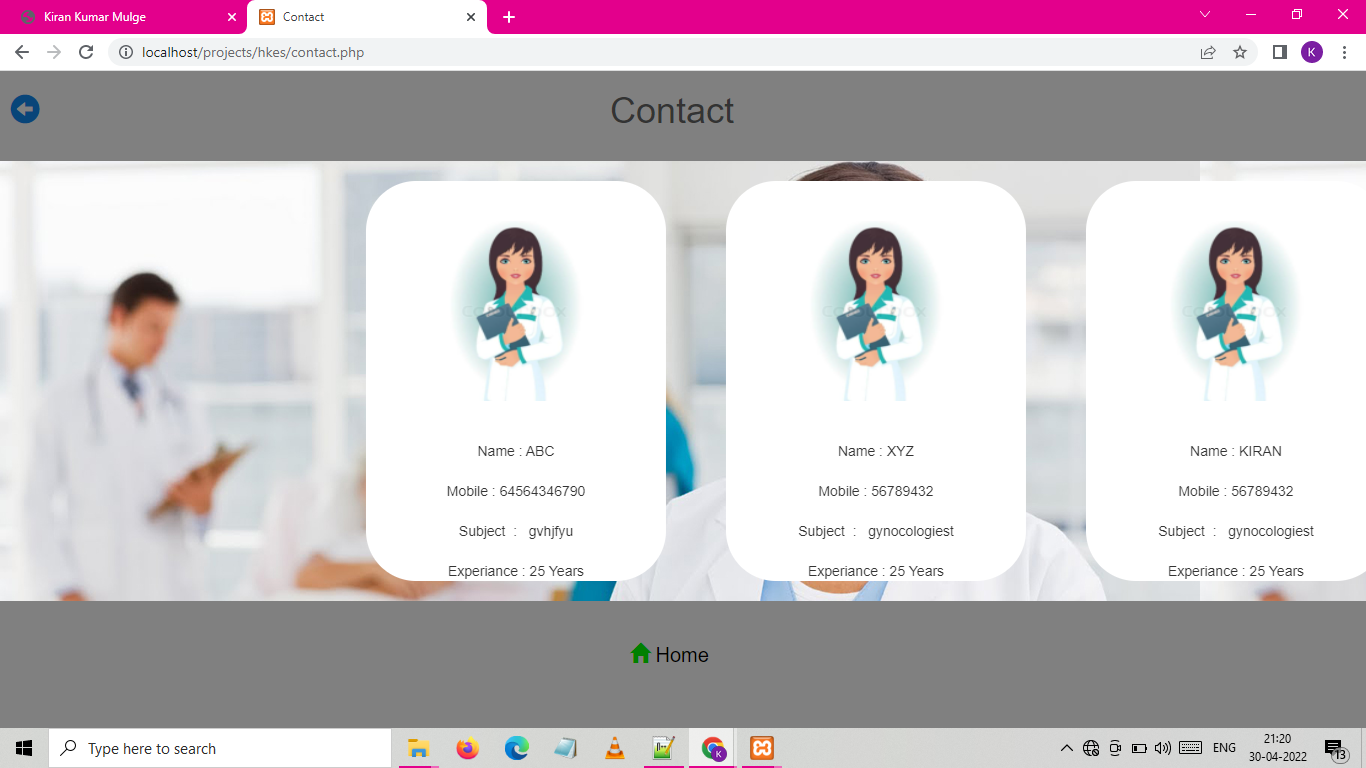 Kiran Kumar Mulge
Contact
localhost/projects/hkes/contact.php
K
Contact
Name : ABC
Mobile : 64564346790
Subject : gvhjfyu
Experiance : 25 Years
Name : XYZ
Mobile : 56789432
Subject : gynocologiest
Experiance : 25 Years
Name : KIRAN
Mobile : 56789432
Subject : gynocologiest
Experiance : 25 Years
Home
Type here to search
K
ENG
21:20
30-04-2022
13